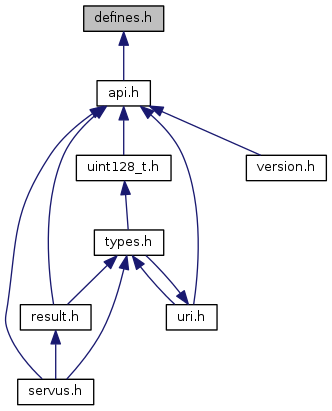 defines.h
api.h
uint128_t.h
version.h
types.h
result.h
uri.h
servus.h